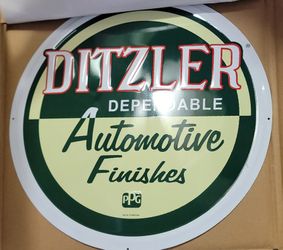 DITZLER
DEPENDABLE
Automotive
Finishes
PPG